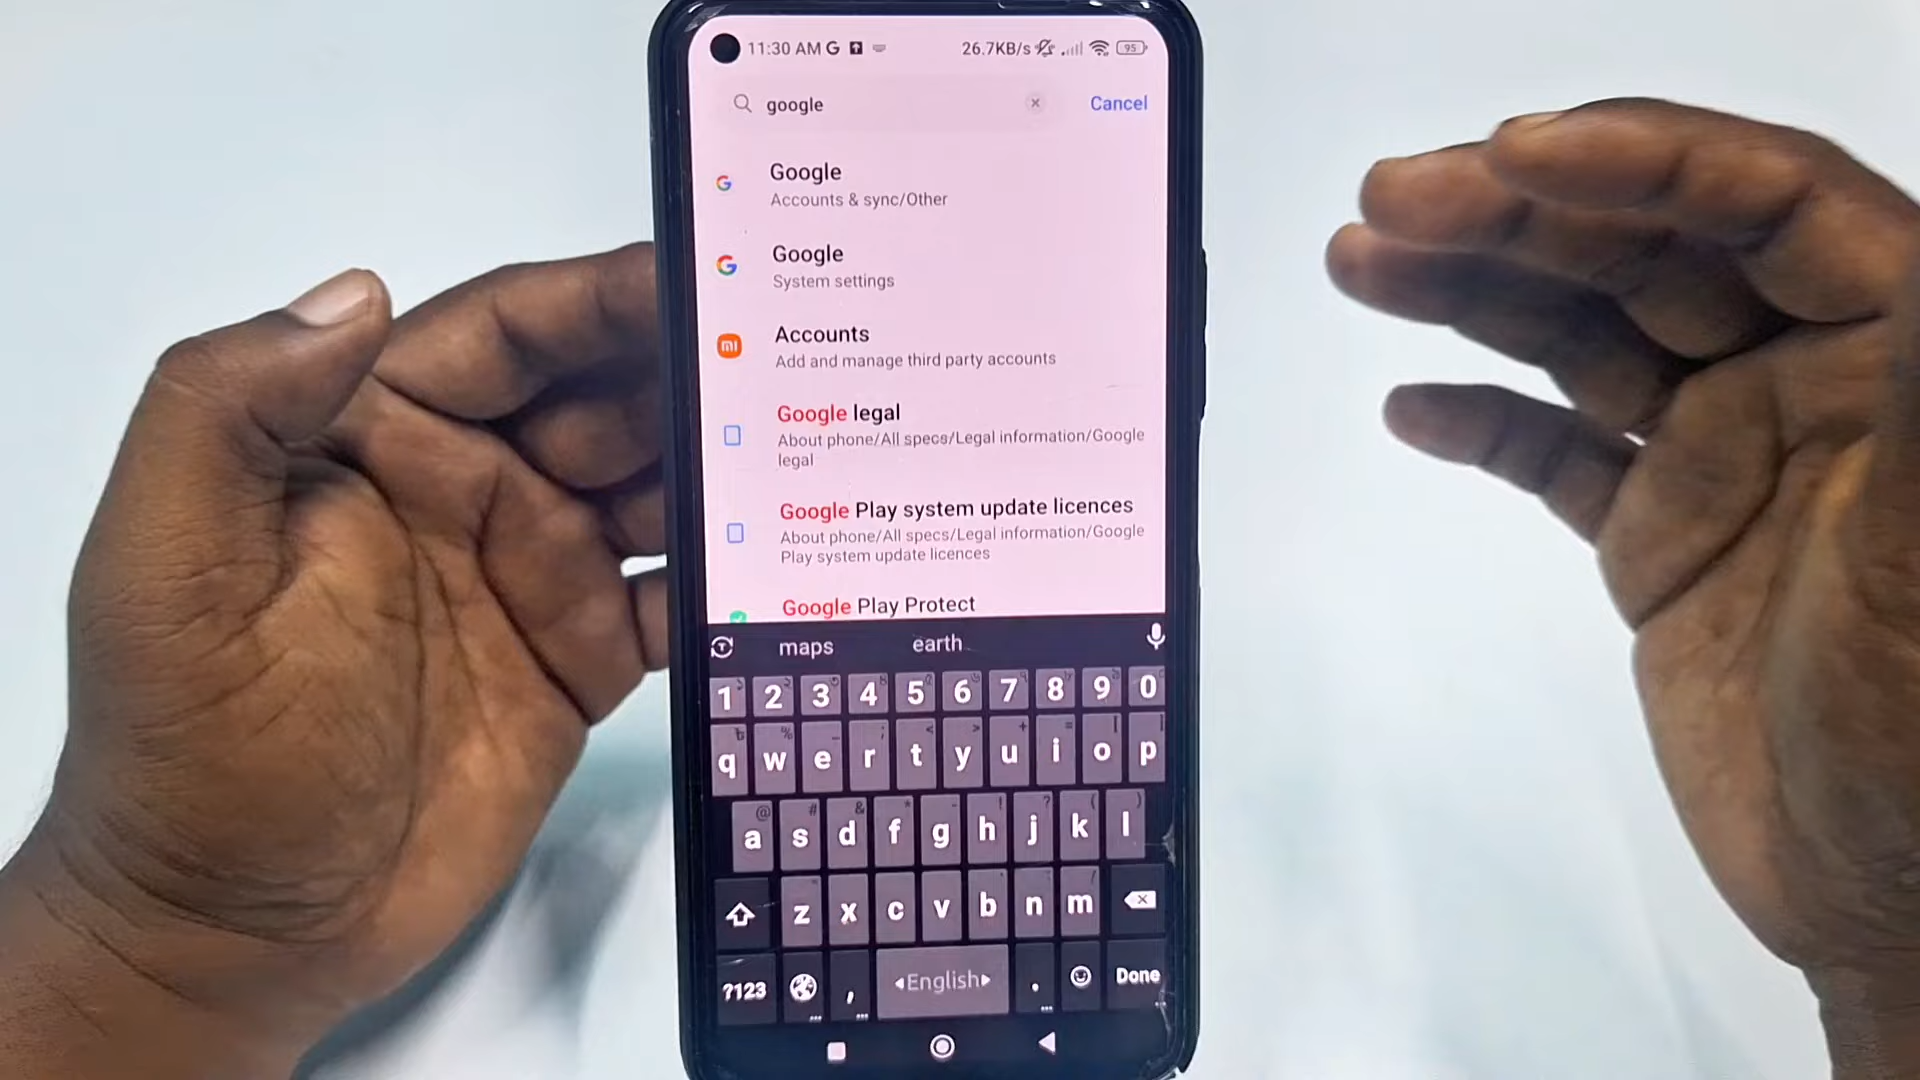 11:30 AM G
26.7KB/s
95
google
Cancel
Google
Accounts & sync/Other
Google
System settings
mi
Accounts
Add and manage third party accounts
Google legal
About phone/All specs/Legal information/Google
legal
Google Play system update licences
About phone/All specs/Legal information/Google
Play system update licences
Google Play Protect
maps earth
1 2 3 4 5 6 7 8 9 0
q w e r t y u i o p
a s d f g h j k l
z x c v b n m
?123 , English . Done